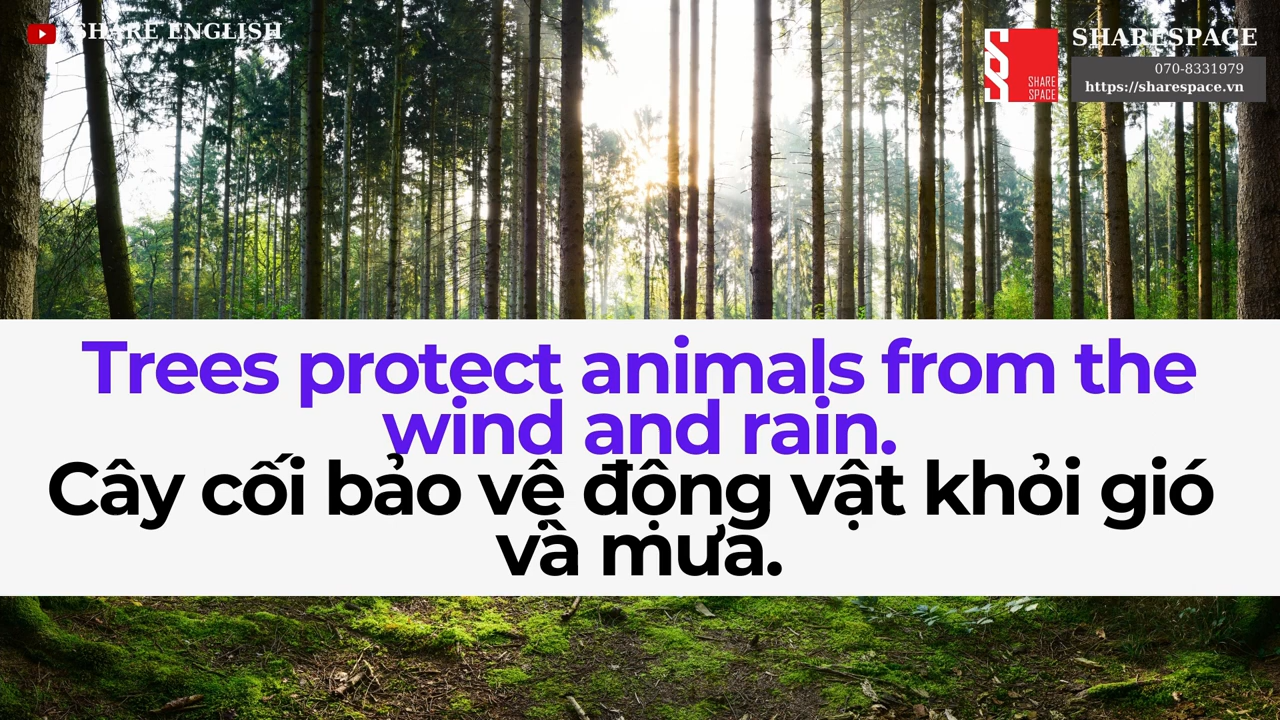 SHARE ENGLISH
SHARESPACE
070-8331979
https://sharespace.vn
SHARE
SPACE
Trees protect animals from the
wind and rain.
Cây cối bảo vệ động vật khỏi gió
và mưa.